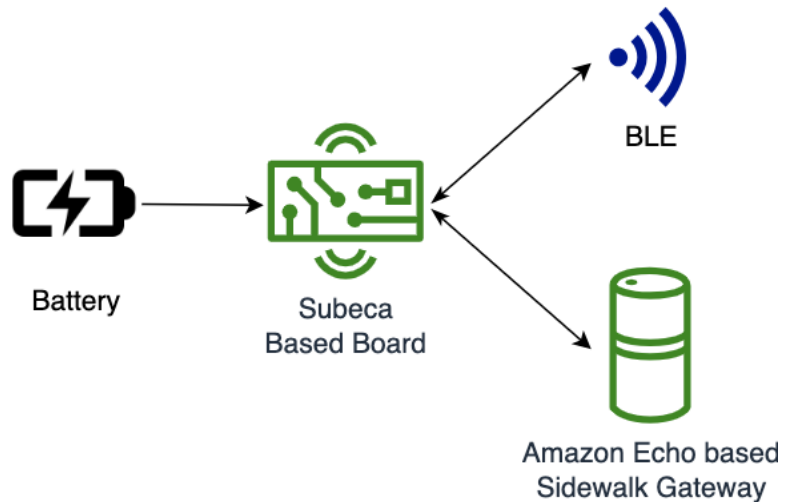 BLE
Battery
Subeca
Based Board
Amazon Echo based
Sidewalk Gateway